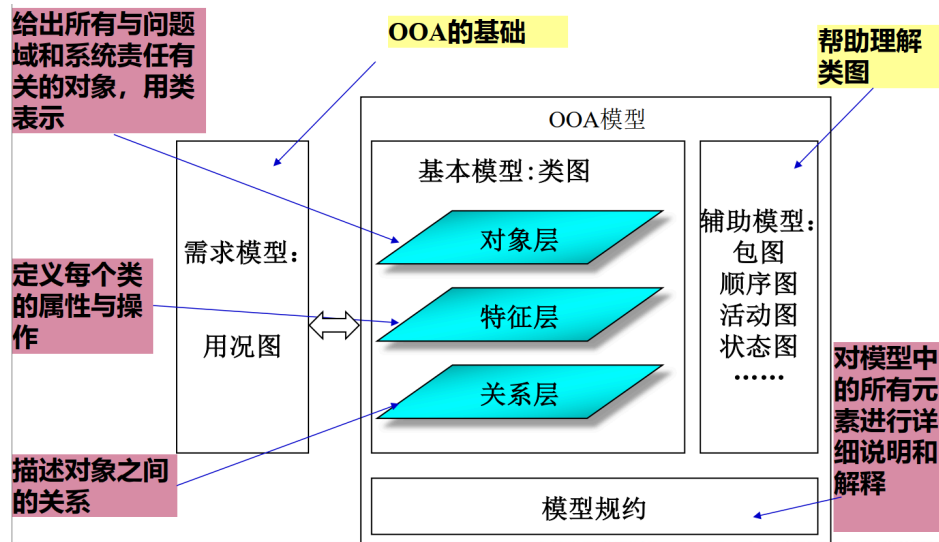 给出所有与问题
域和系统责任有
关的对象，用类
表示
OOA的基础
帮助理解
类图
OOA模型
基本模型:类图
对象层
特征层
关系层
需求模型：
用况图
辅助模型：
包图
顺序图
活动图
状态图
……
定义每个类
的属性与操
作
描述对象之间
的关系
对模型中
的所有元
素进行详
细说明和
解释
模型规约